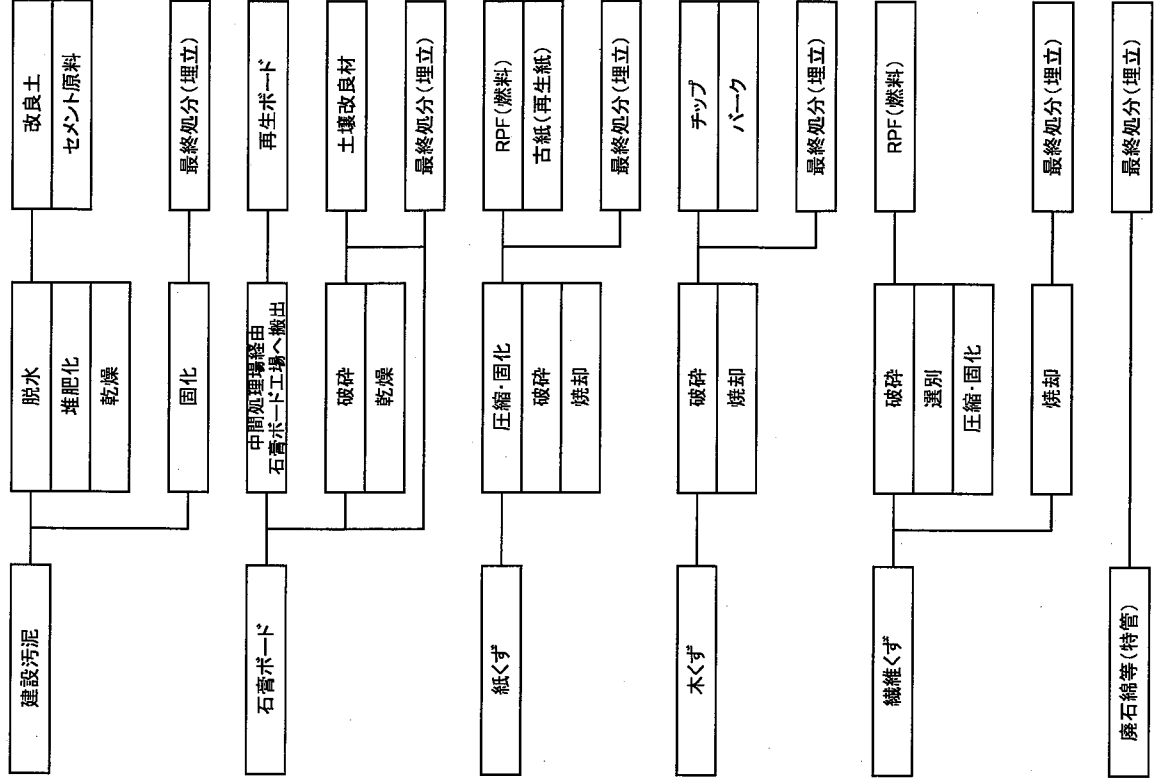 建設汚泥
脱水
堆肥化
乾燥
改良土
セメント原料
固化
最終処分(埋立)
石膏ボード
中間処理場経由
石膏ボード工場へ搬出
再生ボード
破砕
乾燥
土壌改良材
最終処分(埋立)
紙くず
圧縮・固化
破砕
焼却
RPF(燃料)
古紙(再生紙)
最終処分(埋立)
木くず
破砕
焼却
チップ
バーク
最終処分(埋立)
繊維くず
破砕
選別
圧縮・固化
RPF(燃料)
焼却
最終処分(埋立)
廃石綿等(特管)
最終処分(埋立)